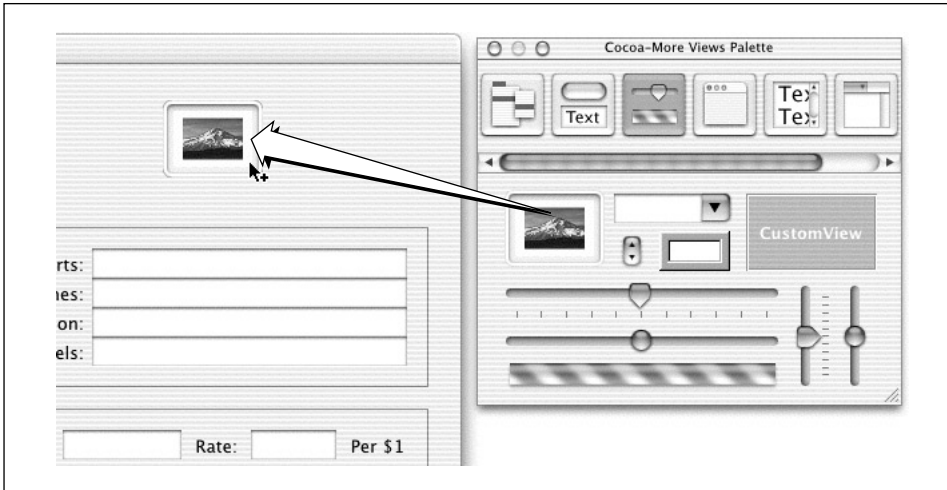 Cocoa-More Views Palette
Text
Tex
Tex
CustomView
rts:
nes:
on:
els:
Rate:
Per $1